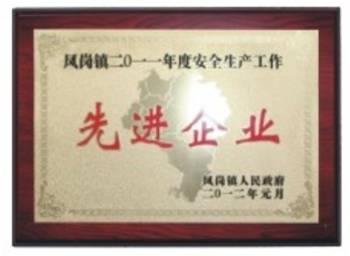 凤岗镇二〇一一年度安全生产工作
先进企业
凤岗镇人民政府
二〇一二年元月